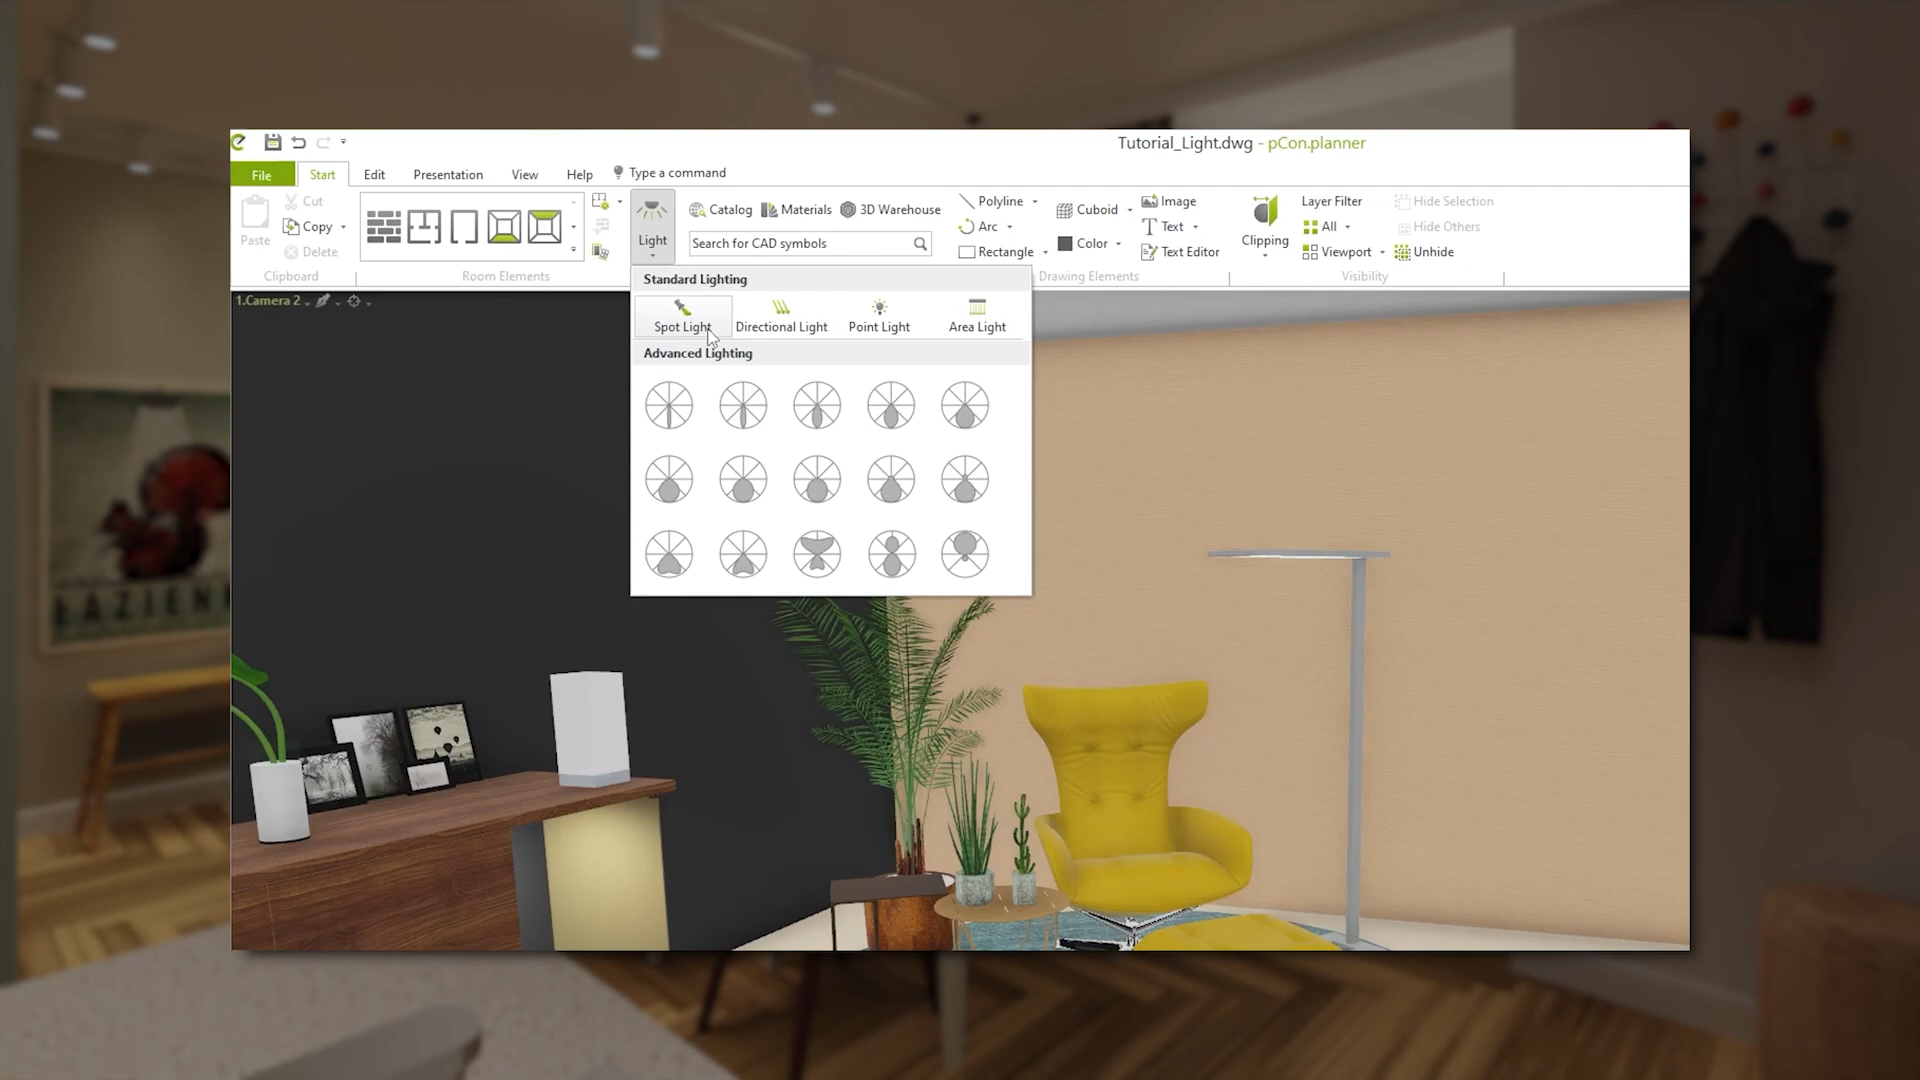 Tutorial_Light.dwg - pCon.planner
File Start Edit Presentation View Help Type a command
Paste
Cut
Copy
Delete
Clipboard
Room Elements
Light
Catalog Materials 3D Warehouse
Search for CAD symbols
Polyline
Arc
Rectangle
Cuboid
Color
Image
Text
Text Editor
Drawing Elements
Clipping
Layer Filter
All
Viewport
Hide Selection
Hide Others
Unhide
Visibility
1.Camera 2
Standard Lighting
Spot Light Directional Light Point Light Area Light
Advanced Lighting
ŁAZIENK